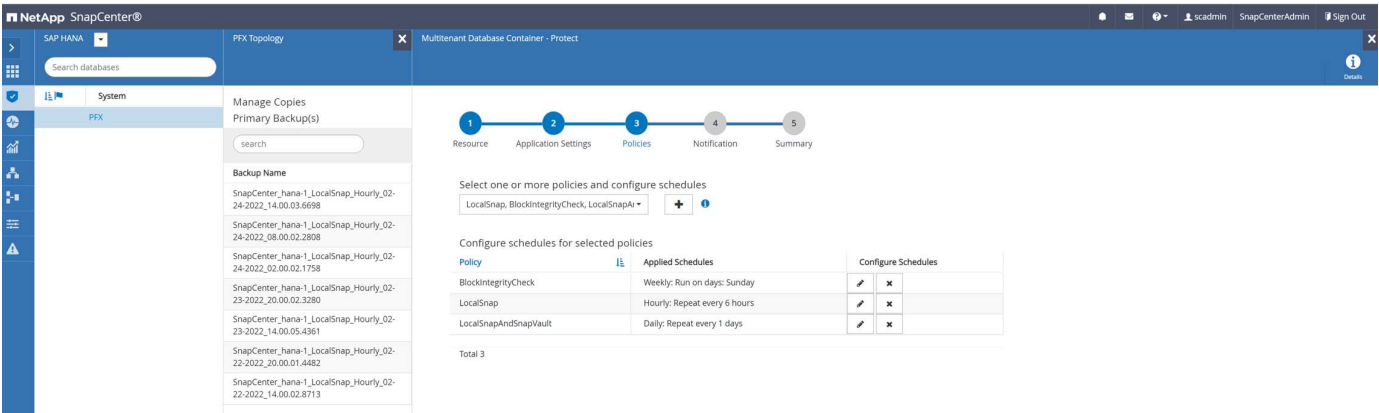 NetApp SnapCenter®
scadmin SnapCenterAdmin Sign Out
SAP HANA
Search databases
System
PFX
PFX Topology
Manage Copies
Primary Backup(s)
search
Backup Name
SnapCenter_hana-1_LocalSnap_Hourly_02-
24-2022_14.00.03.6698
SnapCenter_hana-1_LocalSnap_Hourly_02-
24-2022_08.00.02.2808
SnapCenter_hana-1_LocalSnap_Hourly_02-
24-2022_02.00.02.1758
SnapCenter_hana-1_LocalSnap_Hourly_02-
23-2022_20.00.02.3280
SnapCenter_hana-1_LocalSnap_Hourly_02-
23-2022_14.00.05.4361
SnapCenter_hana-1_LocalSnap_Hourly_02-
22-2022_20.00.01.4482
SnapCenter_hana-1_LocalSnap_Hourly_02-
22-2022_14.00.02.8713
Multitenant Database Container - Protect
Details
1 2 3 4 5
Resource Application Settings Policies Notification Summary
Select one or more policies and configure schedules
LocalSnap, BlockIntegrityCheck, LocalSnapAr
Configure schedules for selected policies
Policy Applied Schedules Configure Schedules
BlockIntegrityCheck Weekly: Run on days: Sunday
LocalSnap Hourly: Repeat every 6 hours
LocalSnapAndSnapVault Daily: Repeat every 1 days
Total 3